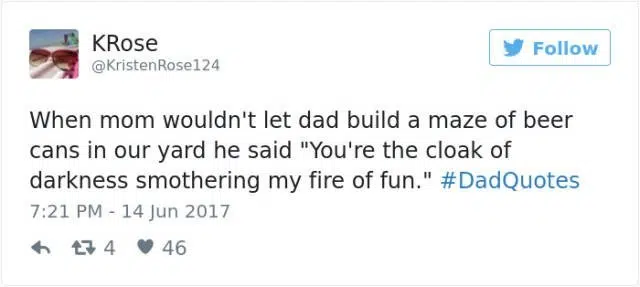 KRose
@KristenRose124
Follow
When mom wouldn't let dad build a maze of beer
cans in our yard he said "You're the cloak of
darkness smothering my fire of fun." #DadQuotes
7:21 PM - 14 Jun 2017
4 46